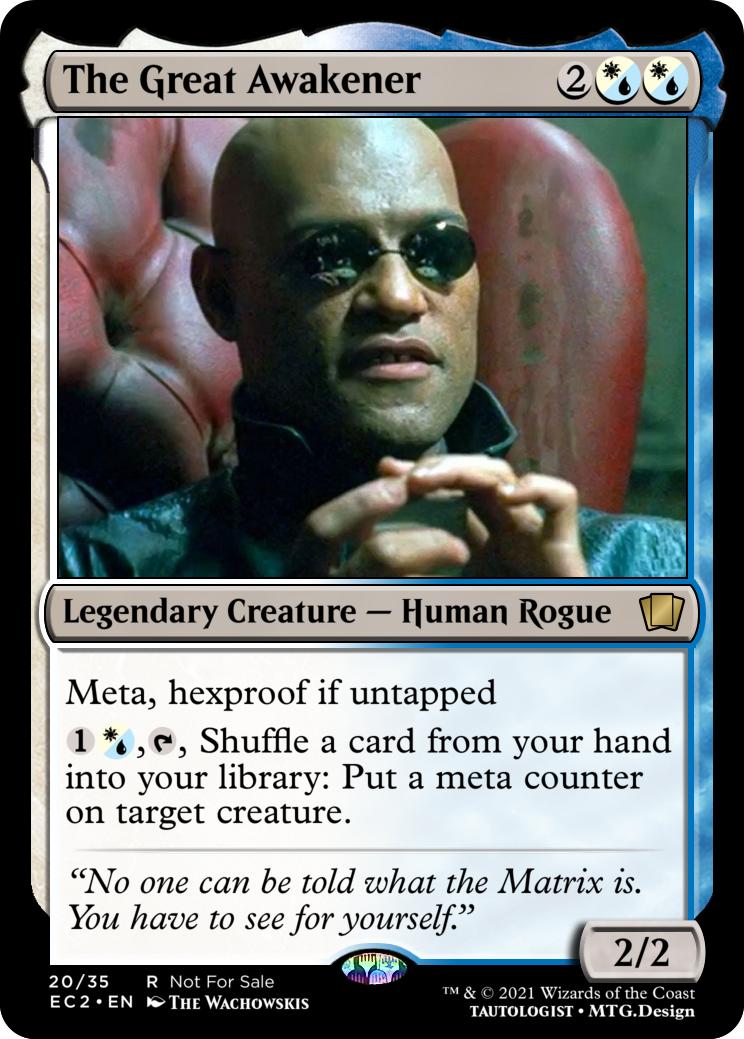 The Great Awakener 2
Legendary Creature — Human Rogue
Meta, hexproof if untapped
1 , , Shuffle a card from your hand
into your library: Put a meta counter
on target creature.
“No one can be told what the Matrix is.
You have to see for yourself.”
2/2
20/35 R Not For Sale
EC2 • EN The Wachowskis
™ & © 2021 Wizards of the Coast
TAUTOLOGIST • MTG.Design